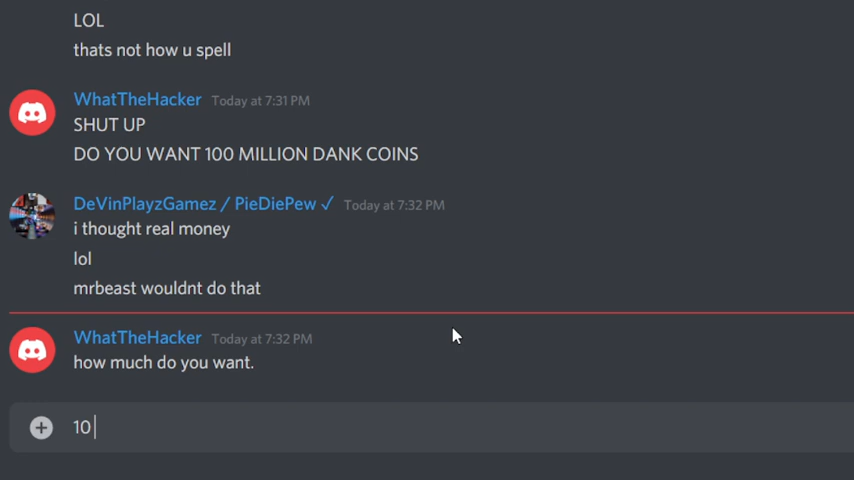 LOL
thats not how u spell
WhatTheHacker Today at 7:31 PM
SHUT UP
DO YOU WANT 100 MILLION DANK COINS
DeVinPlayzGamez / PieDiePew ✓ Today at 7:32 PM
i thought real money
lol
mrbeast wouldnt do that
WhatTheHacker Today at 7:32 PM
how much do you want.
10